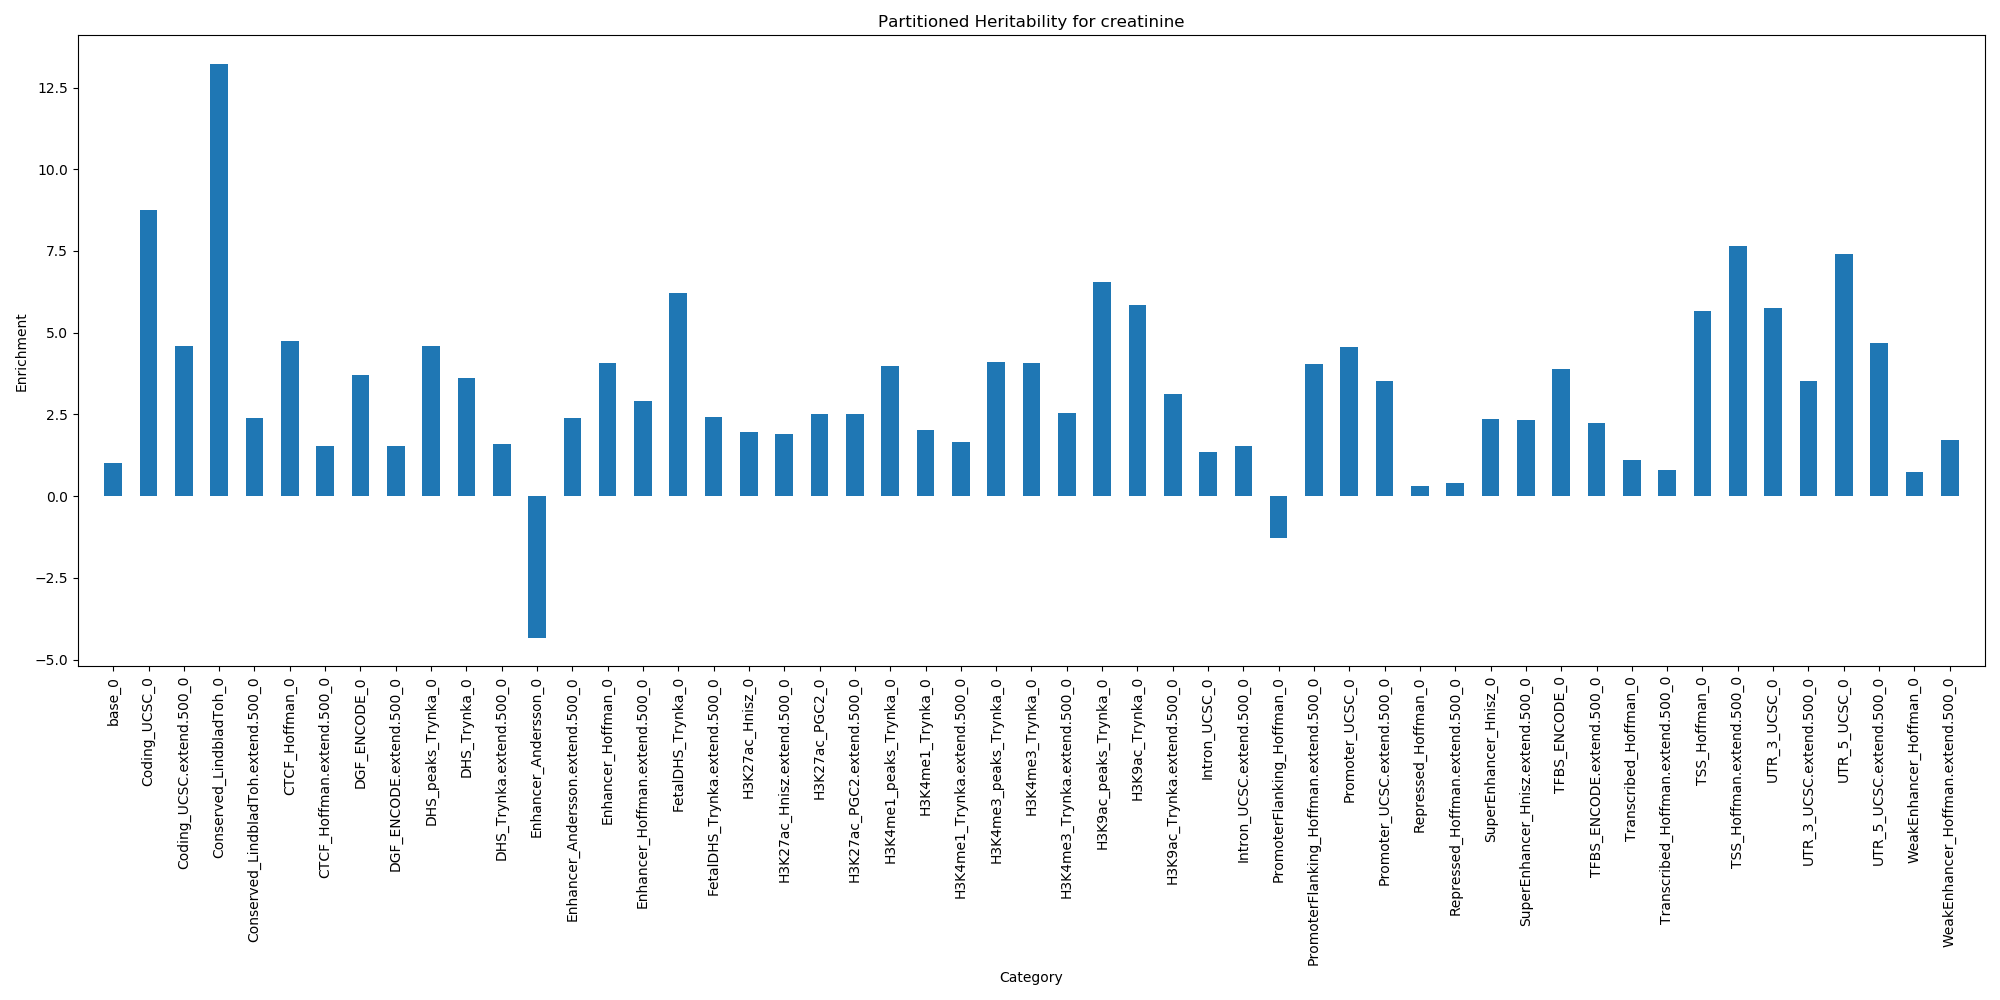 Partitioned Heritability for creatinine
Enrichment
12.5
10.0
7.5
5.0
2.5
0.0
−2.5
−5.0
base_0
Coding_UCSC_0
Coding_UCSC.extend.500_0
Conserved_LindbladToh_0
Conserved_LindbladToh.extend.500_0
CTCF_Hoffman_0
CTCF_Hoffman.extend.500_0
DGF_ENCODE_0
DGF_ENCODE.extend.500_0
DHS_peaks_Trynka_0
DHS_Trynka_0
DHS_Trynka.extend.500_0
Enhancer_Andersson_0
Enhancer_Andersson.extend.500_0
Enhancer_Hoffman_0
Enhancer_Hoffman.extend.500_0
FetalDHS_Trynka_0
FetalDHS_Trynka.extend.500_0
H3K27ac_Hnisz_0
H3K27ac_Hnisz.extend.500_0
H3K27ac_PGC2_0
H3K27ac_PGC2.extend.500_0
H3K4me1_peaks_Trynka_0
H3K4me1_Trynka_0
H3K4me1_Trynka.extend.500_0
H3K4me3_peaks_Trynka_0
H3K4me3_Trynka_0
H3K4me3_Trynka.extend.500_0
H3K9ac_peaks_Trynka_0
H3K9ac_Trynka_0
H3K9ac_Trynka.extend.500_0
Intron_UCSC_0
Intron_UCSC.extend.500_0
PromoterFlanking_Hoffman_0
PromoterFlanking_Hoffman.extend.500_0
Promoter_UCSC_0
Promoter_UCSC.extend.500_0
Repressed_Hoffman_0
Repressed_Hoffman.extend.500_0
SuperEnhancer_Hnisz_0
SuperEnhancer_Hnisz.extend.500_0
TFBS_ENCODE_0
TFBS_ENCODE.extend.500_0
Transcribed_Hoffman_0
Transcribed_Hoffman.extend.500_0
TSS_Hoffman_0
TSS_Hoffman.extend.500_0
UTR_3_UCSC_0
UTR_3_UCSC.extend.500_0
UTR_5_UCSC_0
UTR_5_UCSC.extend.500_0
WeakEnhancer_Hoffman_0
WeakEnhancer_Hoffman.extend.500_0
Category